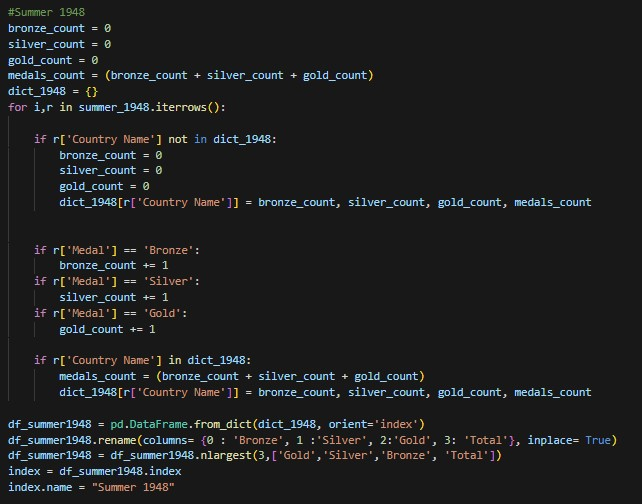 #Summer 1948
bronze_count = 0
silver_count = 0
gold_count = 0
medals_count = (bronze_count + silver_count + gold_count)
dict_1948 = {}
for i,r in summer_1948.iterrows():
    if r['Country Name'] not in dict_1948:
        bronze_count = 0
        silver_count = 0
        gold_count = 0
        dict_1948[r['Country Name']] = bronze_count, silver_count, gold_count, medals_count
    if r['Medal'] == 'Bronze':
        bronze_count += 1
    if r['Medal'] == 'Silver':
        silver_count += 1
    if r['Medal'] == 'Gold':
        gold_count += 1
    if r['Country Name'] in dict_1948:
        medals_count = (bronze_count + silver_count + gold_count)
        dict_1948[r['Country Name']] = bronze_count, silver_count, gold_count, medals_count
df_summer1948 = pd.DataFrame.from_dict(dict_1948, orient='index')
df_summer1948.rename(columns= {0 : 'Bronze', 1 :'Silver', 2:'Gold', 3: 'Total'}, inplace= True)
df_summer1948 = df_summer1948.nlargest(3,['Gold','Silver','Bronze', 'Total'])
index = df_summer1948.index
index.name = "Summer 1948"